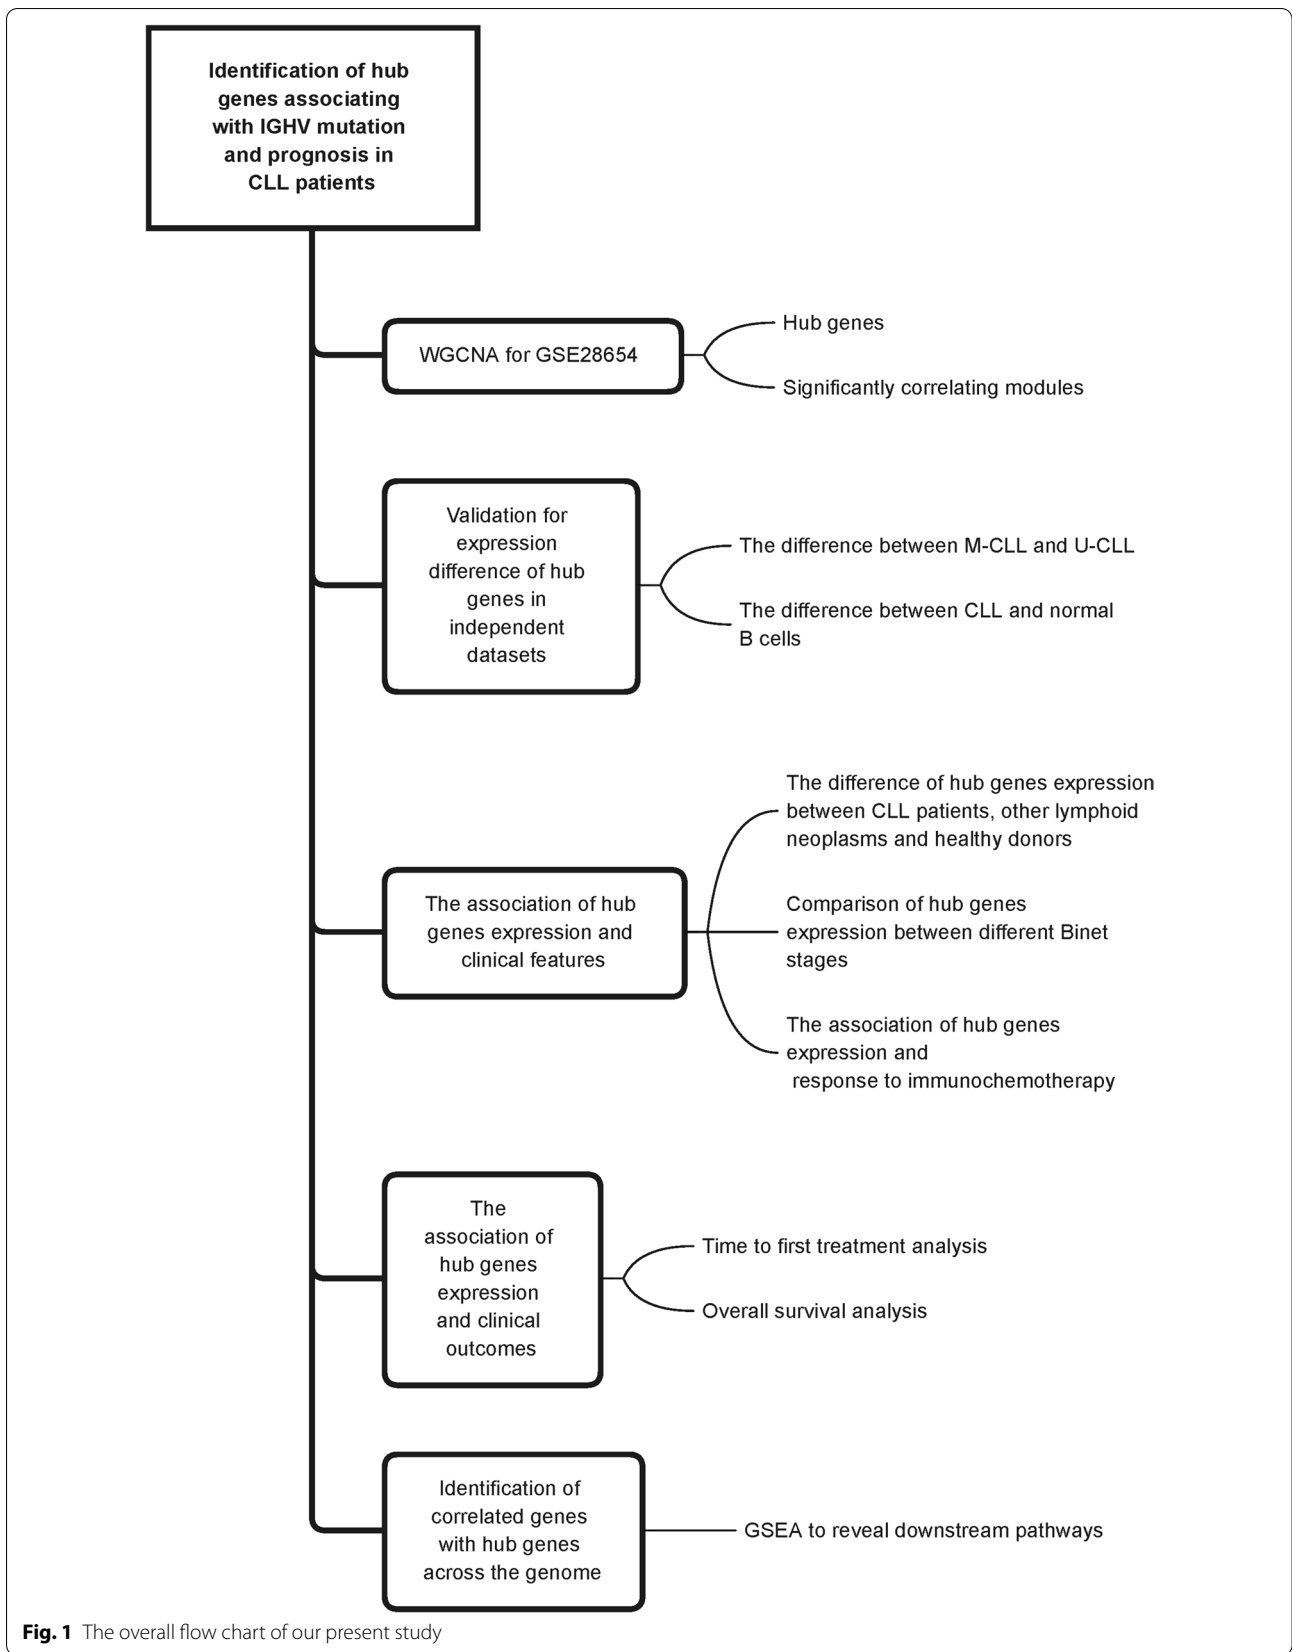 Identification of hub
genes associating
with IGHV mutation
and prognosis in
CLL patients
WGCNA for GSE28654
Hub genes
Significantly correlating modules
Validation for
expression
difference of hub
genes in
independent
datasets
The difference between M-CLL and U-CLL
The difference between CLL and normal
B cells
The association of hub
genes expression and
clinical features
The difference of hub genes expression
between CLL patients, other lymphoid
neoplasms and healthy donors
Comparison of hub genes
expression between different Binet
stages
The association of hub genes
expression and
response to immunochemotherapy
The
association of
hub genes
expression
and clinical
outcomes
Time to first treatment analysis
Overall survival analysis
Identification of
correlated genes
with hub genes
across the genome
GSEA to reveal downstream pathways
Fig. 1 The overall flow chart of our present study